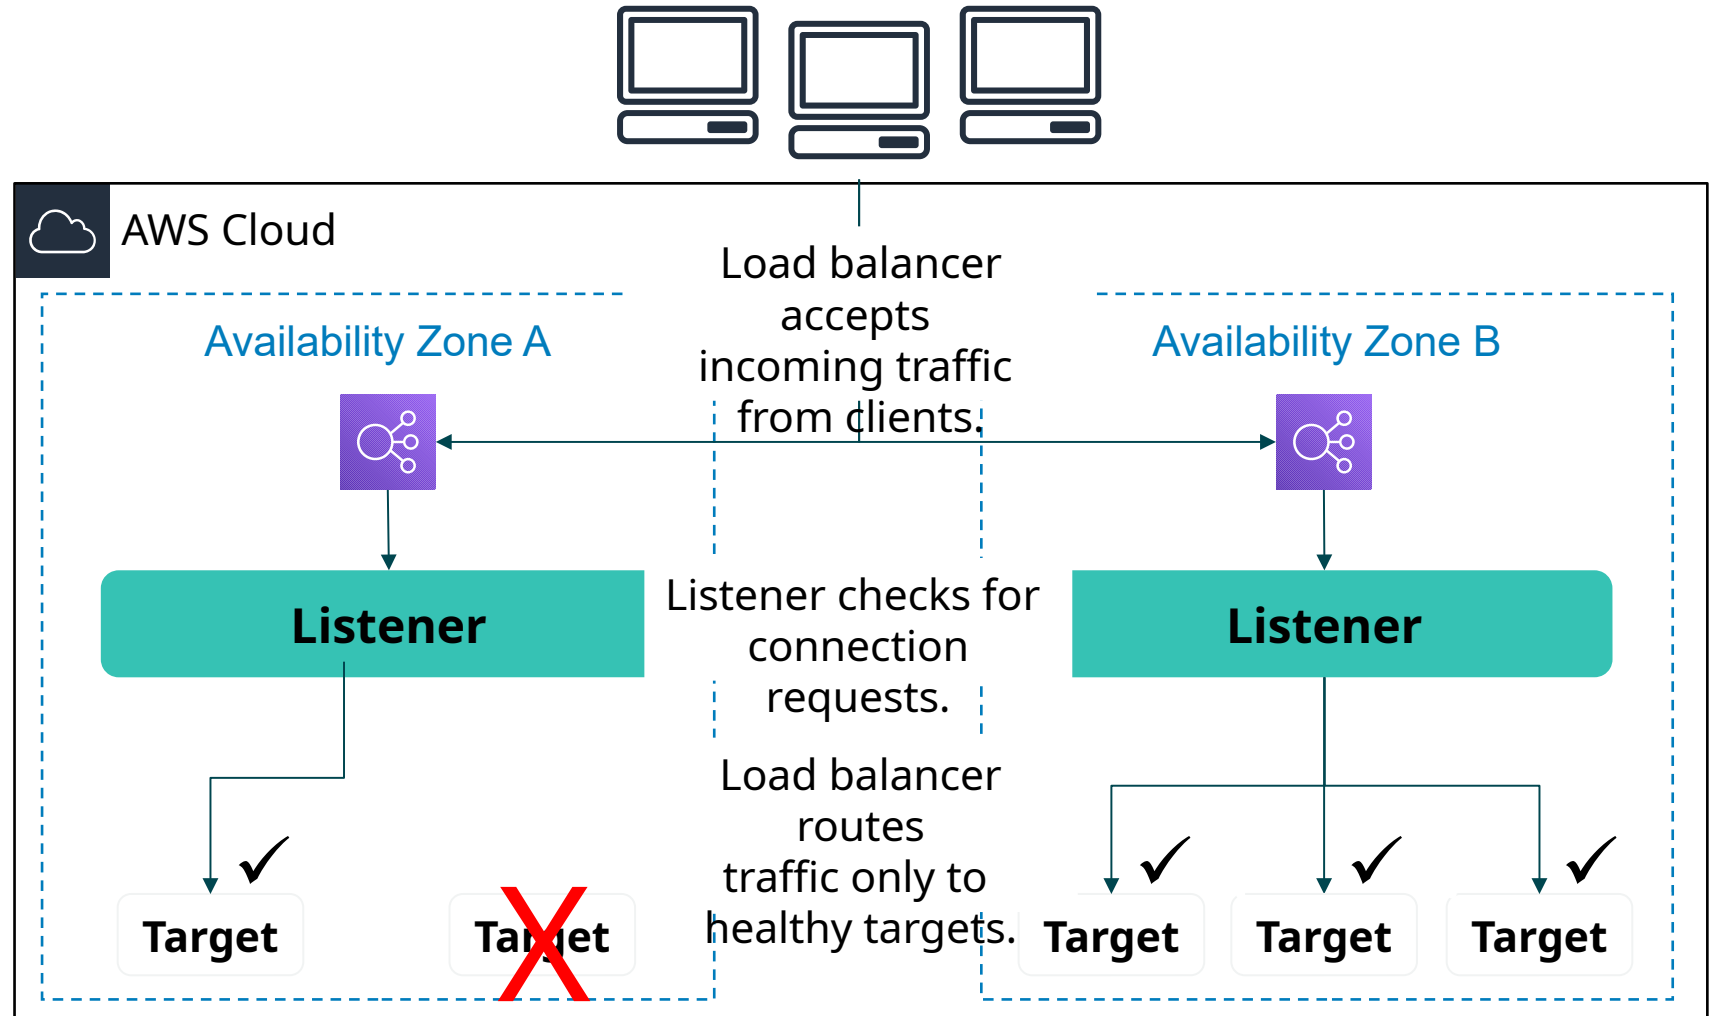 AWS Cloud
Load balancer
accepts
incoming traffic
from clients.
Availability Zone A
Availability Zone B
Listener
Listener checks for
connection
requests.
Listener
Load balancer
routes
traffic only to
healthy targets.
Target
Target
X
Target
Target
Target